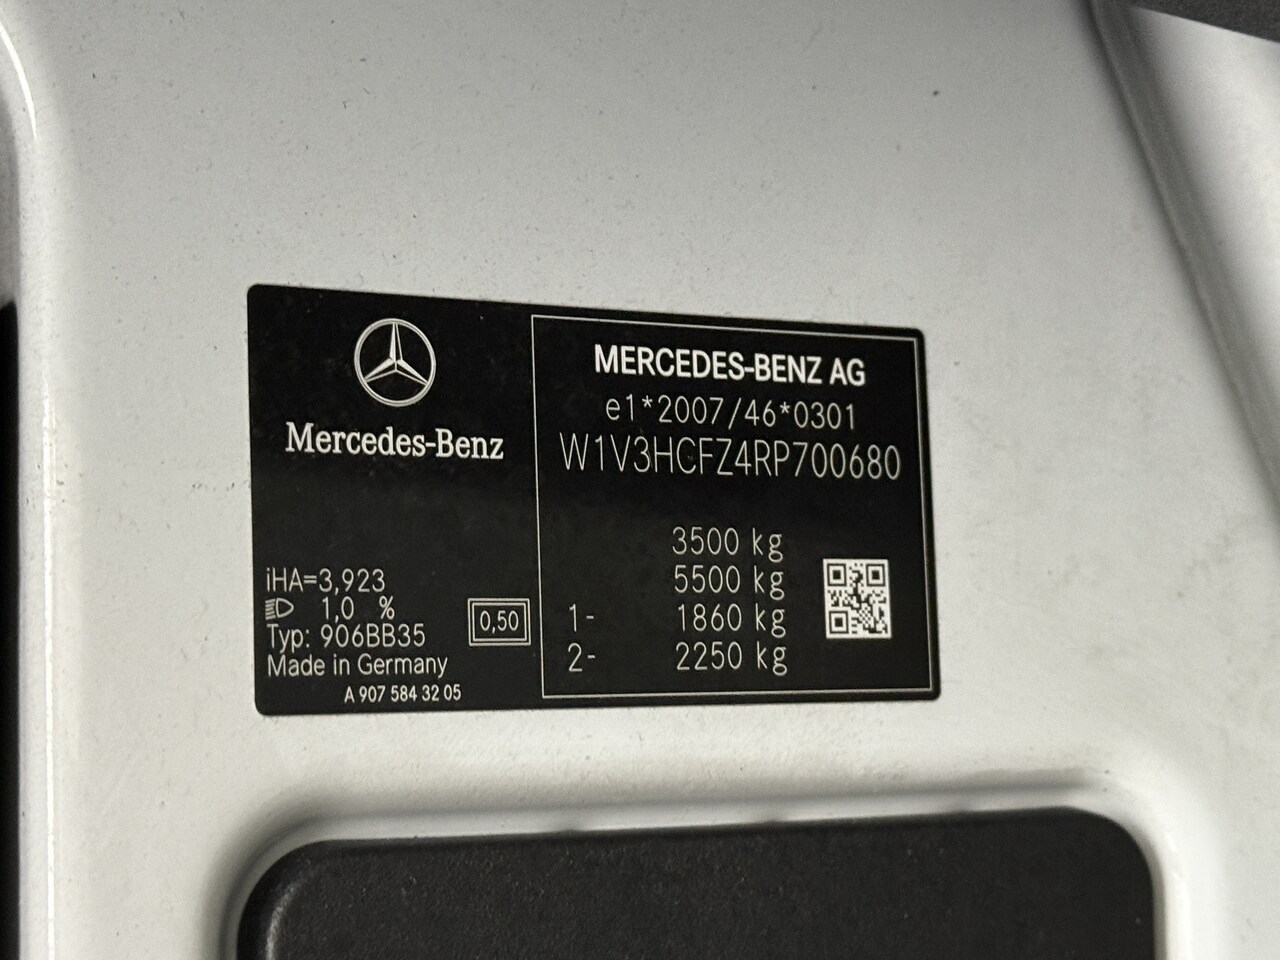 Mercedes-Benz
iHA=3,923
1,0 %
Typ: 906BB35
Made in Germany
A 907 584 32 05
0,50
MERCEDES-BENZ AG
e1*2007/46*0301
W1V3HCFZ4RP700680
3500 kg
5500 kg
1- 1860 kg
2- 2250 kg